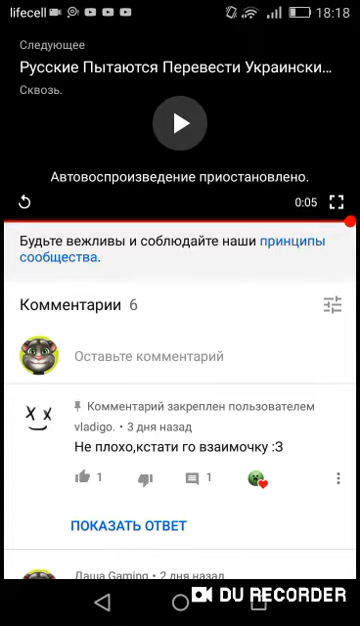 lifecell 18:18
Следующее
Русские Пытаются Перевести Украински…
Сквозь.
Автовоспроизведение приостановлено.
0:05
Будьте вежливы и соблюдайте наши принципы
сообщества.
Комментарии 6
Оставьте комментарий
Комментарий закреплен пользователем
vladigo. • 3 дня назад
Не плохо,кстати го взаимочку :3
1 1
ПОКАЗАТЬ ОТВЕТ
Даша Gaming • 2 дня назад
DU RECORDER